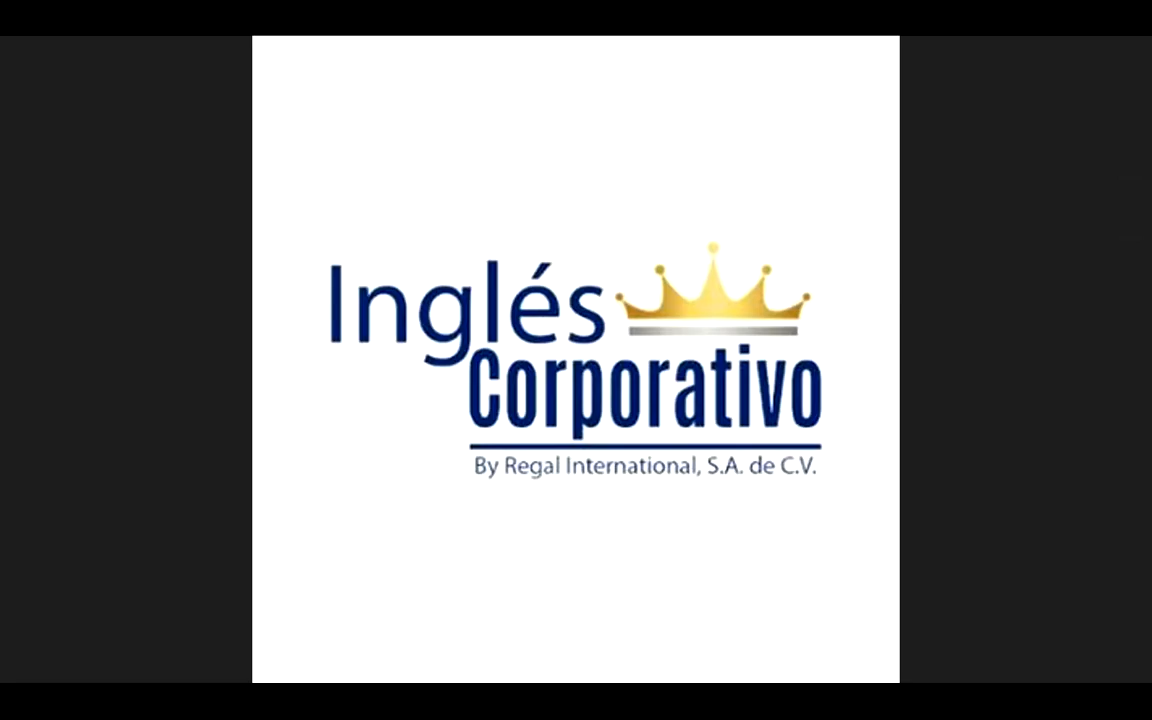 Inglés
Corporativo
By Regal International, S.A. de C.V.